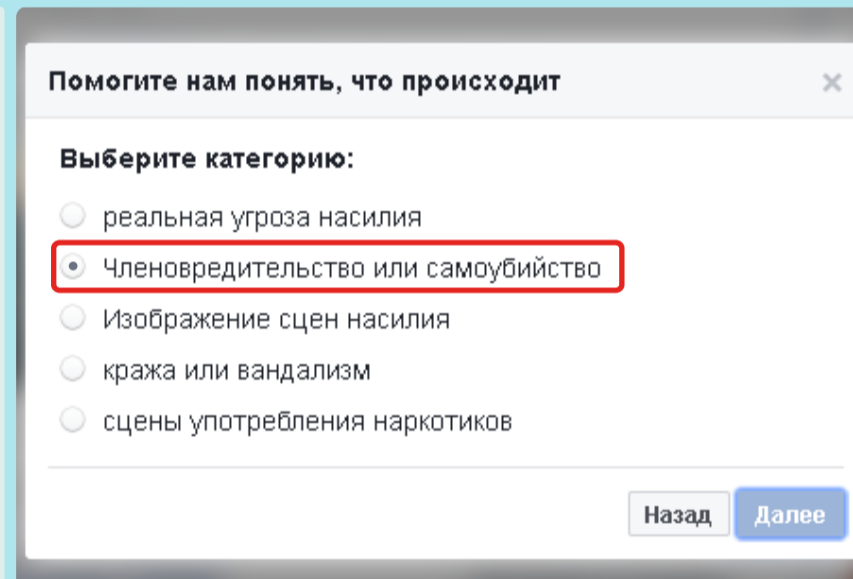 Помогите нам понять, что происходит
Выберите категорию:
реальная угроза насилия
Членовредительство или самоубийство
Изображение сцен насилия
кража или вандализм
сцены употребления наркотиков
Назад Далее